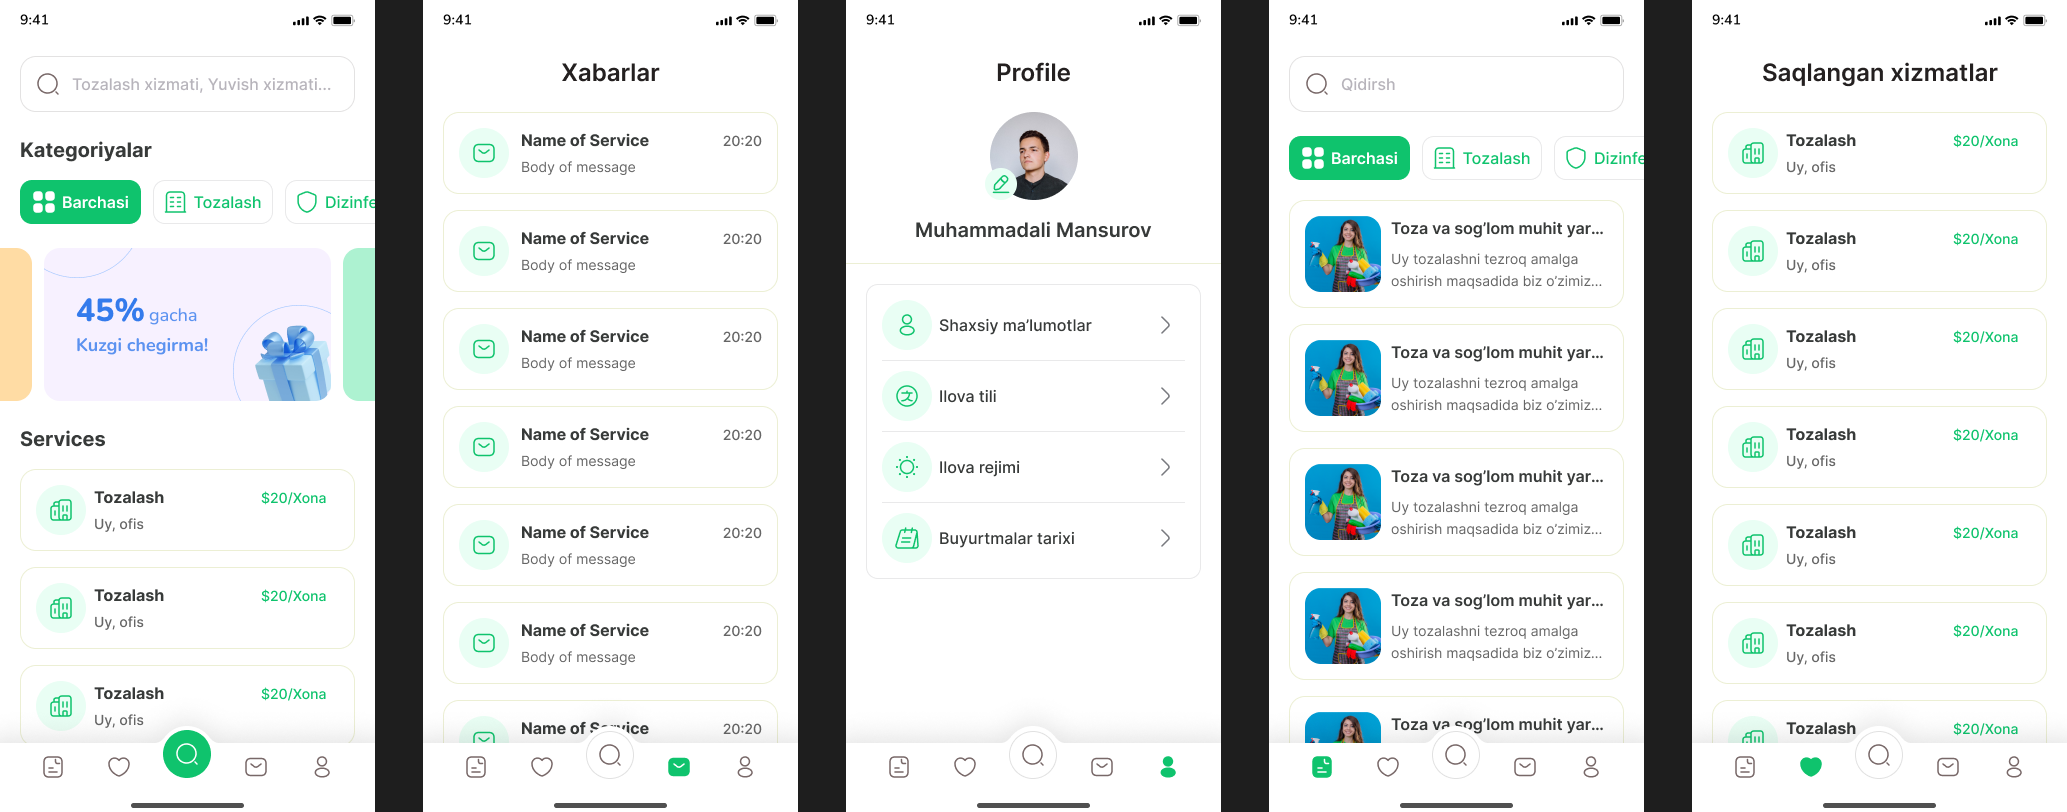 9:41
Tozalash xizmati, Yuvish xizmati...
Kategoriyalar
Barchasi
Tozalash
Dizinfe
45% gacha
Kuzgi chegirma!
Services
Tozalash
$20/Xona
Uy, ofis
Tozalash
$20/Xona
Uy, ofis
Tozalash
$20/Xona
Uy, ofis
9:41
Xabarlar
Name of Service
20:20
Body of message
Name of Service
20:20
Body of message
Name of Service
20:20
Body of message
Name of Service
20:20
Body of message
Name of Service
20:20
Body of message
Name of Service
20:20
Body of message
Name of Service
20:20
9:41
Profile
Muhammadali Mansurov
Shaxsiy ma’lumotlar
Ilova tili
Ilova rejimi
Buyurtmalar tarixi
9:41
Qidirsh
Barchasi
Tozalash
Dizinfe
Toza va sog’lom muhit yar...
Uy tozalashni tezroq amalga
oshirish maqsadida biz o’zimiz...
Toza va sog’lom muhit yar...
Uy tozalashni tezroq amalga
oshirish maqsadida biz o’zimiz...
Toza va sog’lom muhit yar...
Uy tozalashni tezroq amalga
oshirish maqsadida biz o’zimiz...
Toza va sog’lom muhit yar...
Uy tozalashni tezroq amalga
oshirish maqsadida biz o’zimiz...
Toza va sog’lom muhit yar...
9:41
Saqlangan xizmatlar
Tozalash
$20/Xona
Uy, ofis
Tozalash
$20/Xona
Uy, ofis
Tozalash
$20/Xona
Uy, ofis
Tozalash
$20/Xona
Uy, ofis
Tozalash
$20/Xona
Uy, ofis
Tozalash
$20/Xona
Uy, ofis
Tozalash
$20/Xona